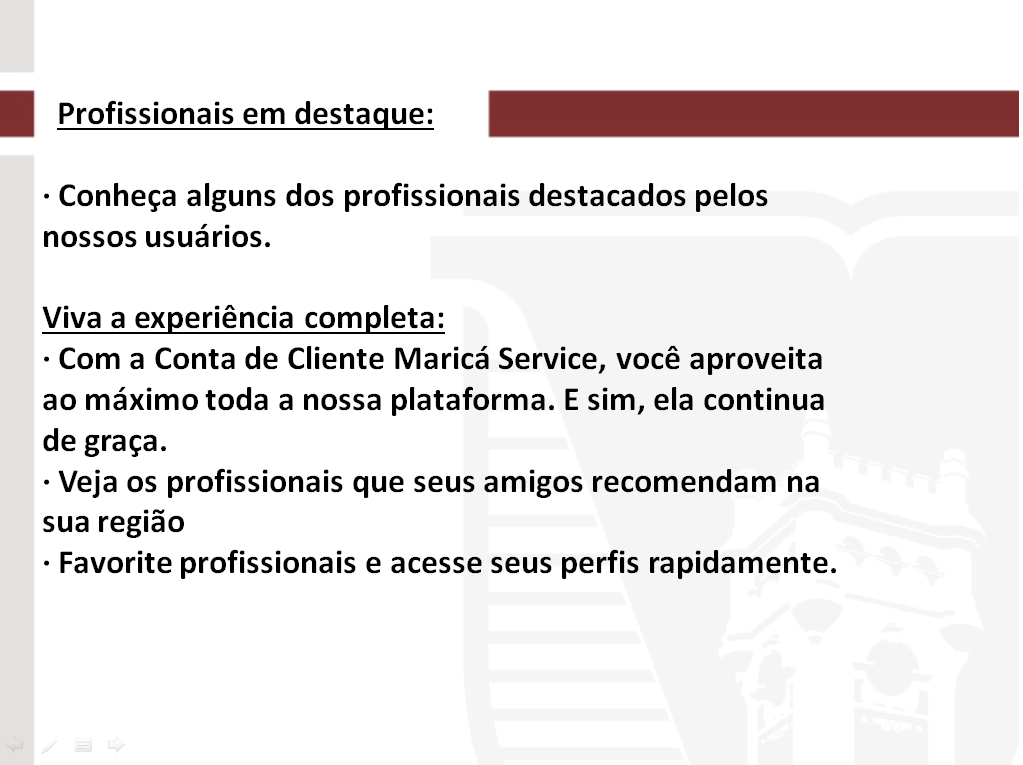 Profissionais em destaque:
· Conheça alguns dos profissionais destacados pelos
nossos usuários.
Viva a experiência completa:
· Com a Conta de Cliente Maricá Service, você aproveita
ao máximo toda a nossa plataforma. E sim, ela continua
de graça.
· Veja os profissionais que seus amigos recomendam na
sua região
· Favorite profissionais e acesse seus perfis rapidamente.